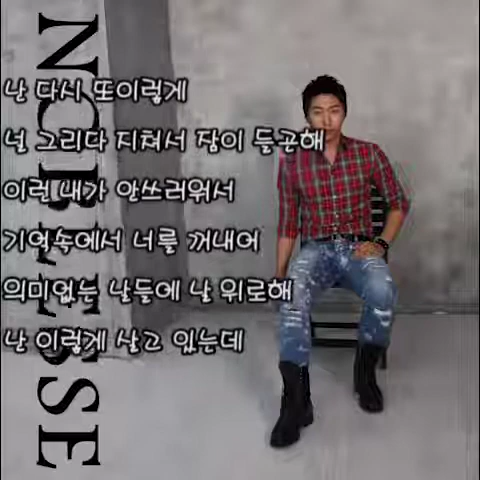 NOBLESSE
난 다시 또이렇게
널 그리다 지쳐서 잠이 들곤해
이런 내가 안쓰러워서
기억속에서 너를 꺼내어
의미없는 날들에 날 위로해
난 이렇게 살고 있는데